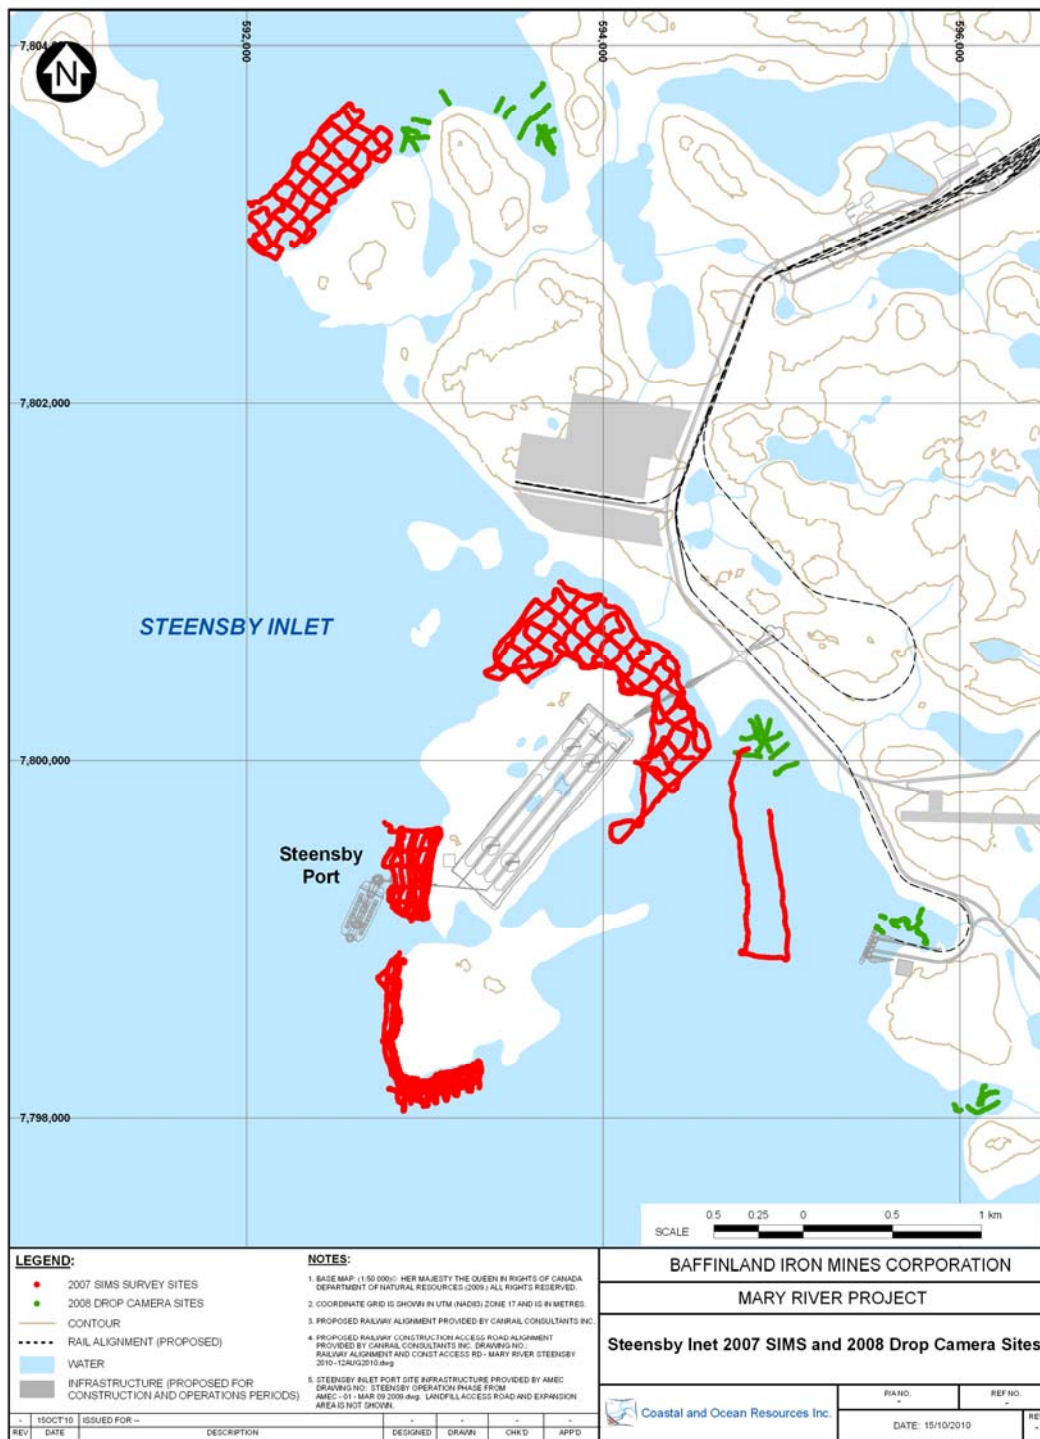 592,000
594,000
596,000
N
7,802,000
STEENSBY INLET
7,800,000
Steensby
Port
7,798,000
0.5 0.25 0 0.5 1 km
SCALE
LEGEND:
2007 SIMS SURVEY SITES
2008 DROP CAMERA SITES
CONTOUR
RAIL ALIGNMENT (PROPOSED)
WATER
INFRASTRUCTURE (PROPOSED FOR
CONSTRUCTION AND OPERATIONS PERIODS)
NOTES:
1. BASE MAP: (1:50 000)© HER MAJESTY THE QUEEN IN RIGHTS OF CANADA
DEPARTMENT OF NATURAL RESOURCES (2009.) ALL RIGHTS RESERVED.
2. COORDINATE GRID IS SHOWN IN UTM (NAD83) ZONE 17 AND IS IN METRES.
3. PROPOSED RAILWAY ALIGNMENT PROVIDED BY CANRAIL CONSULTANTS INC.
4. PROPOSED RAILWAY CONSTRUCTION ACCESS ROAD ALIGNMENT
PROVIDED BY CANRAIL CONSULTANTS INC. DRAWING NO.:
RAILWAY ALIGNMENT AND CONST ACCESS RD - MARY RIVER STEENSBY
2010 -12AUG2010.dwg
5. STEENSBY INLET PORT SITE INFRASTRUCTURE PROVIDED BY AMEC
DRAWING NO: STEENSBY OPERATION PHASE FROM
AMEC - 01 - MAR 09 2009.dwg. LANDFILL ACCESS ROAD AND EXPANSION
AREA IS NOT SHOWN.
- 15OCT'10 ISSUED FOR -- - - - -
REV DATE DESCRIPTION DESIGNED DRAWN CHK'D APP'D
BAFFINLAND IRON MINES CORPORATION
MARY RIVER PROJECT
Steensby Inet 2007 SIMS and 2008 Drop Camera Sites
Coastal and Ocean Resources Inc.
P/A NO.
-
REF NO.
-
DATE: 15/10/2010
-